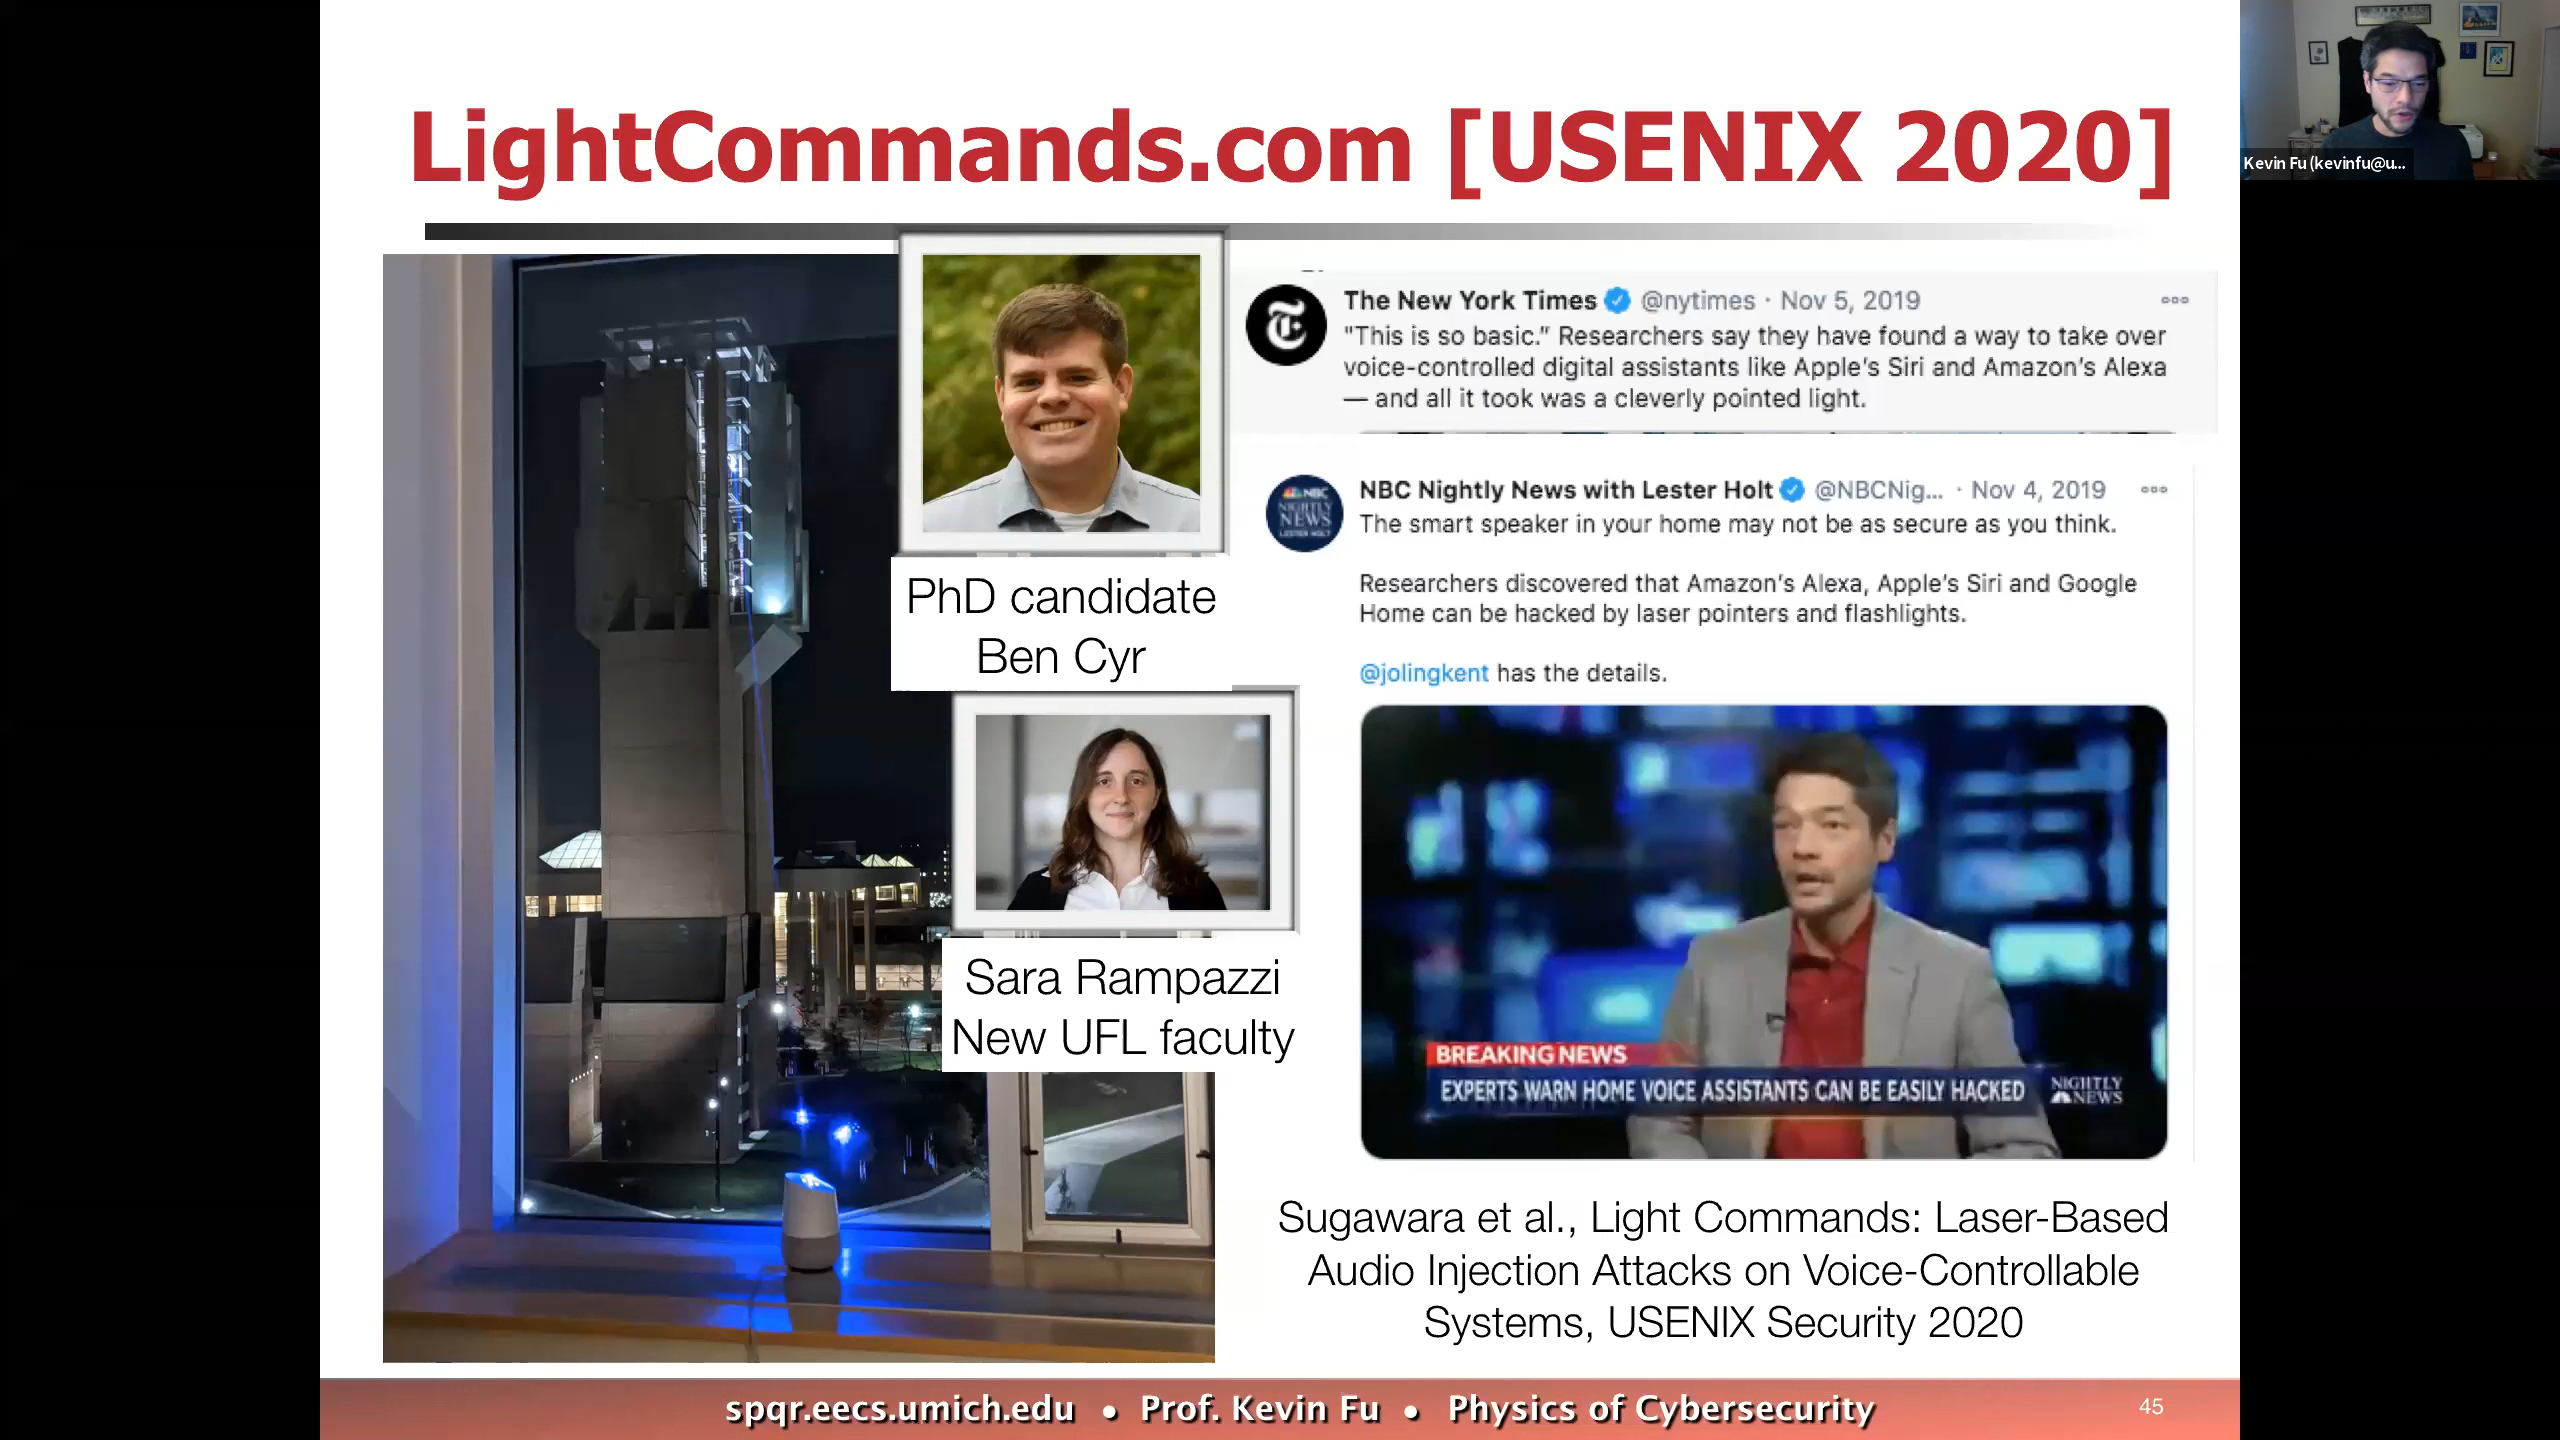 LightCommands.com [USENIX 2020]
Kevin Fu (kevinfu@u...
PhD candidate
Ben Cyr
Sara Rampazzi
New UFL faculty
The New York Times @nytimes · Nov 5, 2019
"This is so basic." Researchers say they have found a way to take over
voice-controlled digital assistants like Apple's Siri and Amazon's Alexa
— and all it took was a cleverly pointed light.
NBC
NIGHTLY
NEWS
LESTER HOLT
NBC Nightly News with Lester Holt @NBCNig... · Nov 4, 2019
The smart speaker in your home may not be as secure as you think.
Researchers discovered that Amazon's Alexa, Apple's Siri and Google
Home can be hacked by laser pointers and flashlights.
@jolingkent has the details.
BREAKING NEWS
EXPERTS WARN HOME VOICE ASSISTANTS CAN BE EASILY HACKED
NIGHTLY
NEWS
Sugawara et al., Light Commands: Laser-Based
Audio Injection Attacks on Voice-Controllable
Systems, USENIX Security 2020
spqr.eecs.umich.edu • Prof. Kevin Fu • Physics of Cybersecurity
45